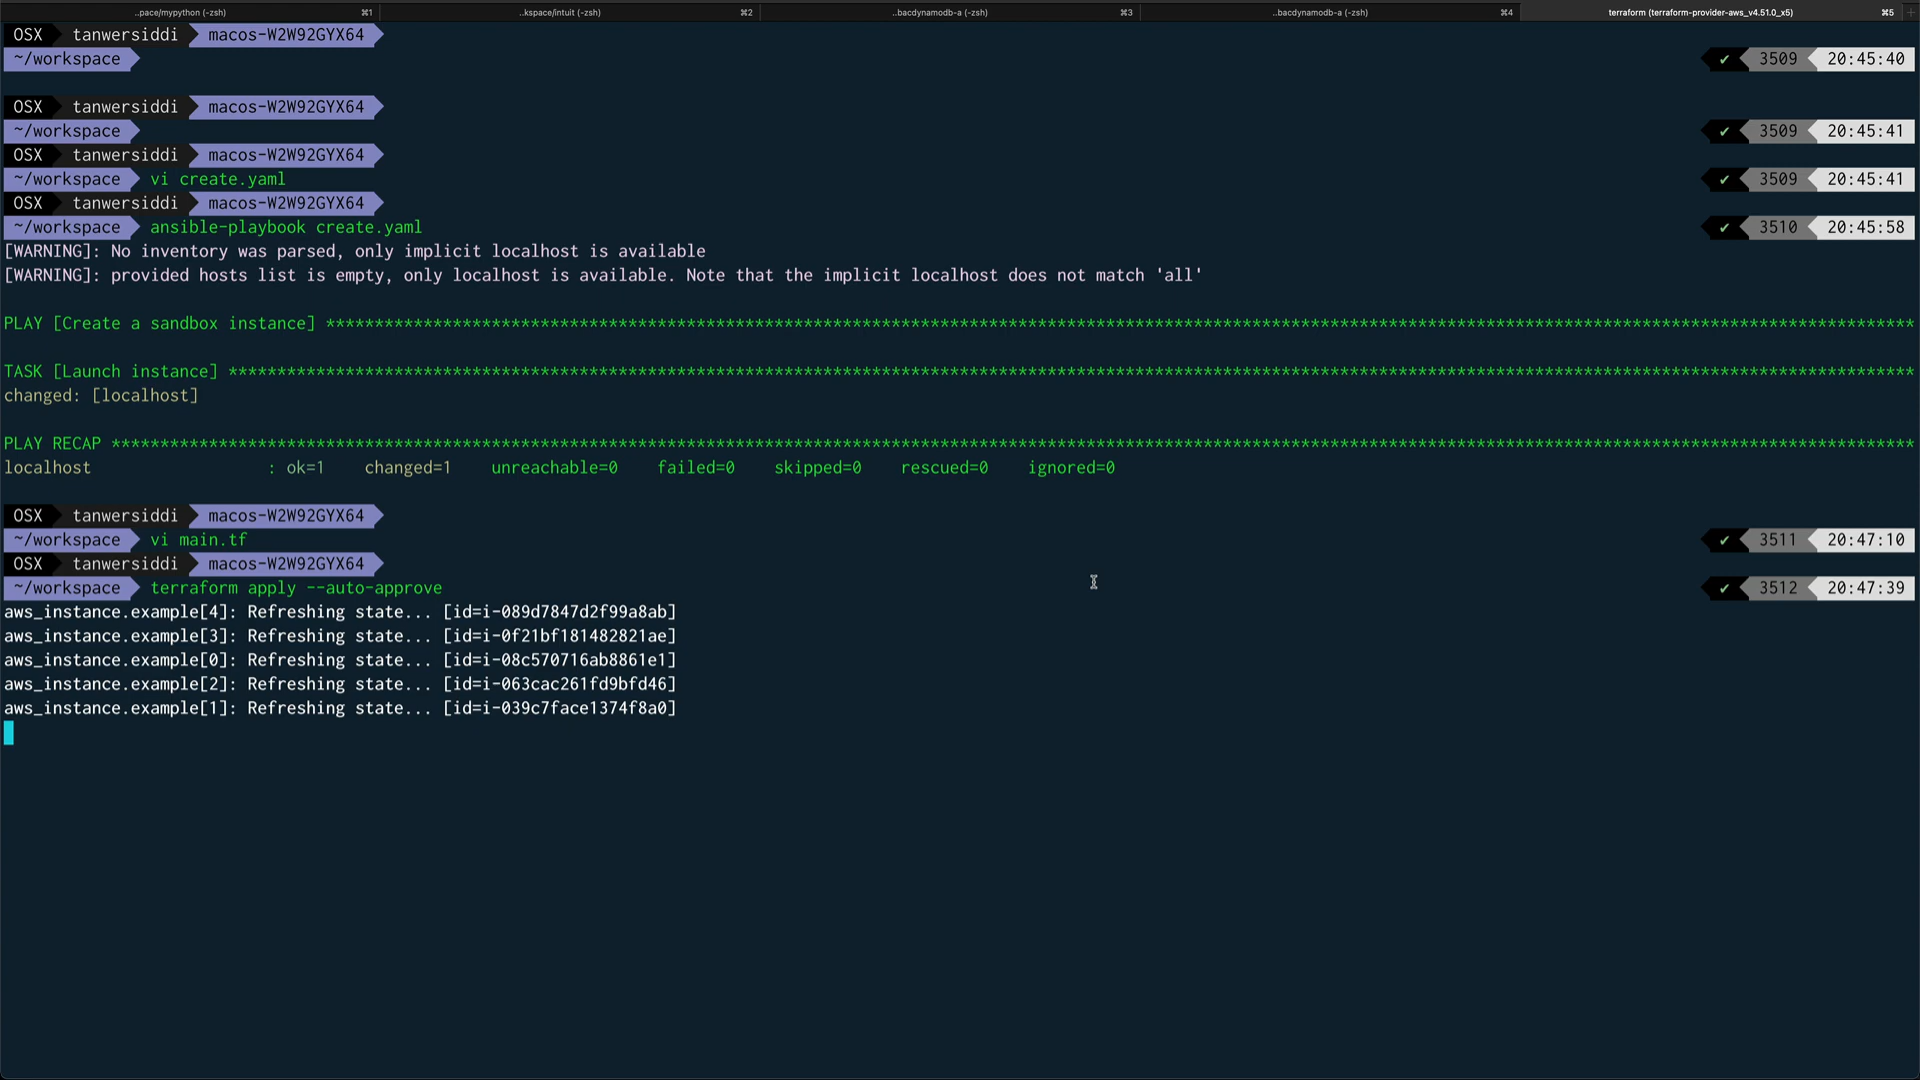 ..pace/mypython (-zsh) ⌘1 ..kspace/intuit (-zsh) ⌘2 ..bacdynamodb-a (-zsh) ⌘3 ..bacdynamodb-a (-zsh) ⌘4 terraform (terraform-provider-aws_v4.51.0_x5) ⌘5 +
OSX tanwersiddi macos-W2W92GYX64
~/workspace ✔ 3509 20:45:40
OSX tanwersiddi macos-W2W92GYX64
~/workspace ✔ 3509 20:45:41
OSX tanwersiddi macos-W2W92GYX64
~/workspace vi create.yaml ✔ 3509 20:45:41
OSX tanwersiddi macos-W2W92GYX64
~/workspace ansible-playbook create.yaml ✔ 3510 20:45:58
[WARNING]: No inventory was parsed, only implicit localhost is available
[WARNING]: provided hosts list is empty, only localhost is available. Note that the implicit localhost does not match 'all'
PLAY [Create a sandbox instance] ***********************************************************************************************************************************************************************
TASK [Launch instance] *********************************************************************************************************************************************************************************
changed: [localhost]
PLAY RECAP *********************************************************************************************************************************************************************************************
localhost : ok=1 changed=1 unreachable=0 failed=0 skipped=0 rescued=0 ignored=0
OSX tanwersiddi macos-W2W92GYX64
~/workspace vi main.tf ✔ 3511 20:47:10
OSX tanwersiddi macos-W2W92GYX64
~/workspace terraform apply --auto-approve ✔ 3512 20:47:39
aws_instance.example[4]: Refreshing state... [id=i-089d7847d2f99a8ab]
aws_instance.example[3]: Refreshing state... [id=i-0f21bf181482821ae]
aws_instance.example[0]: Refreshing state... [id=i-08c570716ab8861e1]
aws_instance.example[2]: Refreshing state... [id=i-063cac261fd9bfd46]
aws_instance.example[1]: Refreshing state... [id=i-039c7face1374f8a0]